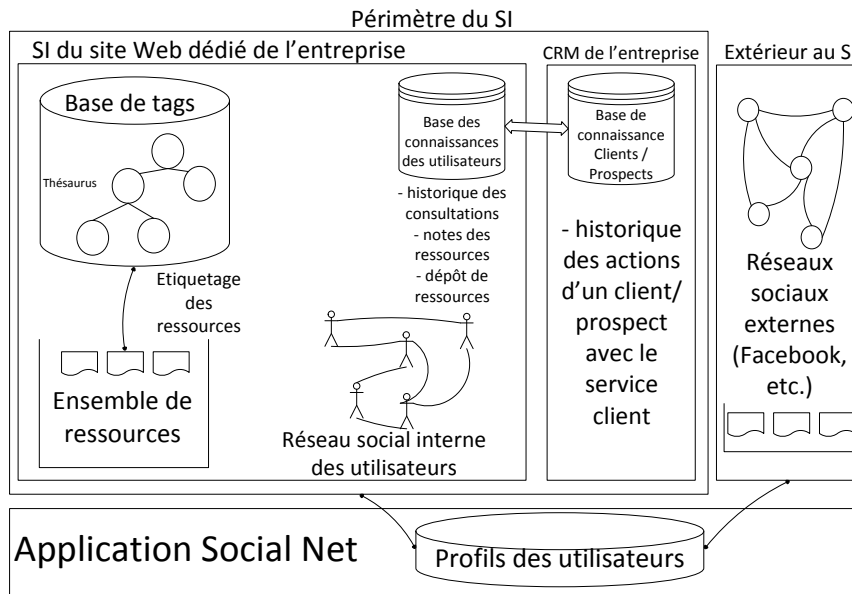 Périmètre du SI
SI du site Web dédié de l’entreprise
CRM de l’entreprise
Extérieur au S
Base de tags
Thésaurus
Etiquetage
des
ressources
Ensemble de
ressources
Base des
connaissances
des utilisateurs
- historique des
consultations
- notes des
ressources
- dépôt de
ressources
Réseau social interne
des utilisateurs
Base de
connaissance
Clients /
Prospects
- historique
des actions
d’un client/
prospect
avec le
service
client
Réseaux
sociaux
externes
(Facebook,
etc.)
Application Social Net
Profils des utilisateurs